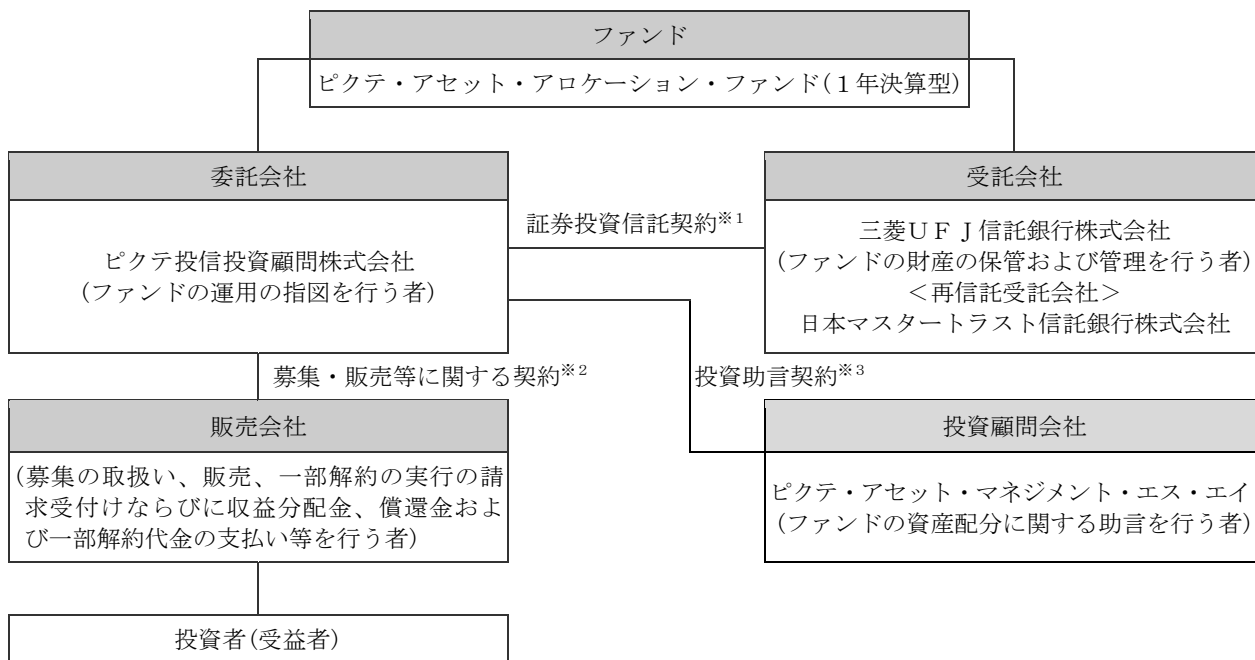 ファンド
ピクテ・アセット・アロケーション・ファンド(1年決算型)
委託会社
ピクテ投信投資顧問株式会社
(ファンドの運用の指図を行う者)
証券投資信託契約※1
受託会社
三菱UFJ信託銀行株式会社
(ファンドの財産の保管および管理を行う者)
<再信託受託会社>
日本マスタートラスト信託銀行株式会社
募集・販売等に関する契約※2
投資助言契約※3
販売会社
(募集の取扱い、販売、一部解約の実行の請
求受付けならびに収益分配金、償還金およ
び一部解約代金の支払い等を行う者)
投資顧問会社
ピクテ・アセット・マネジメント・エス・エイ
(ファンドの資産配分に関する助言を行う者)
投資者(受益者)